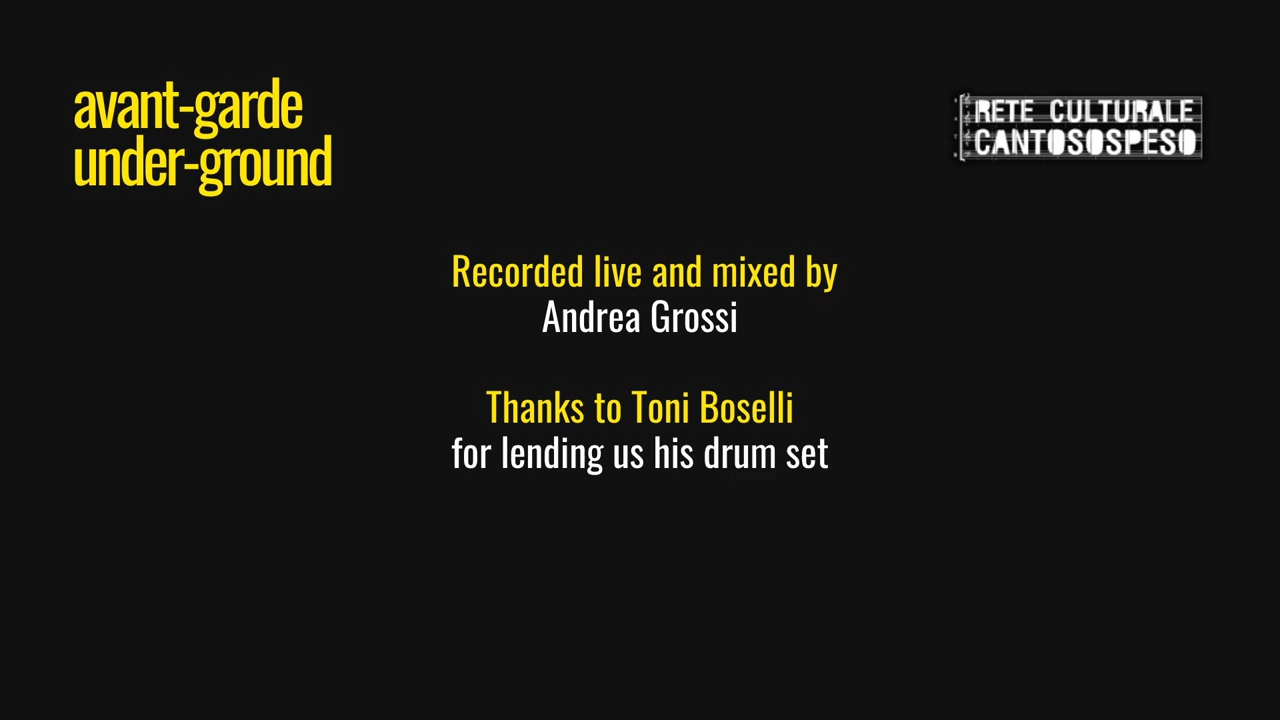 avant-garde
under-ground
RETE CULTURALE
CANTOSOSPESO
Recorded live and mixed by
Andrea Grossi
Thanks to Toni Boselli
for lending us his drum set